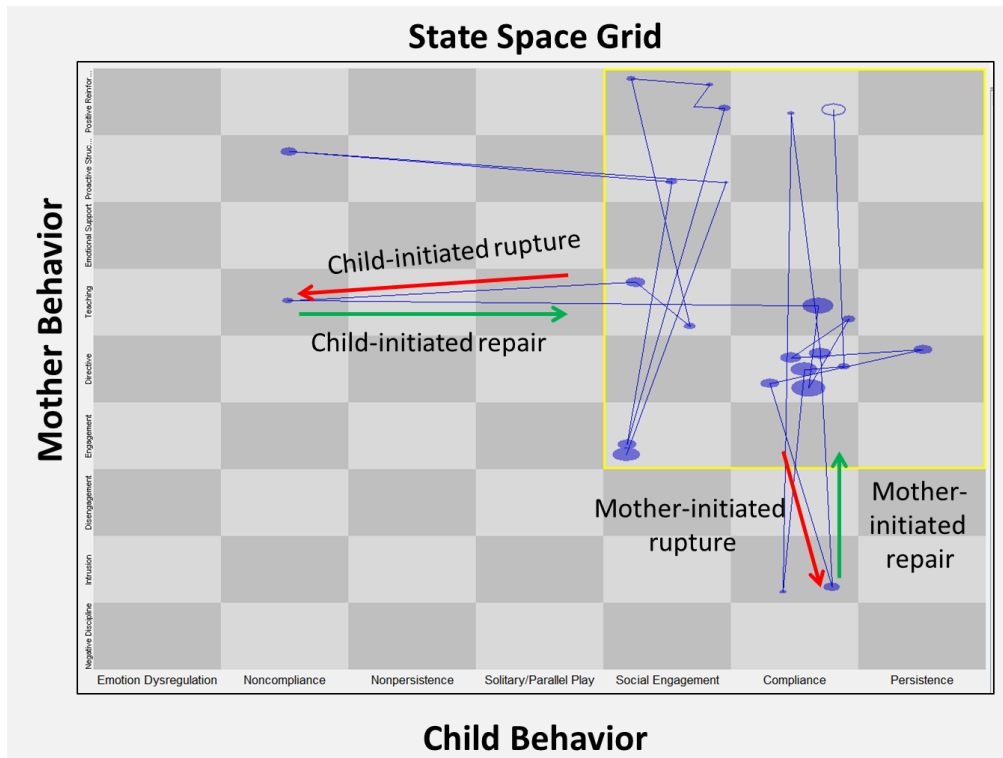 State Space Grid
Mother Behavior
Positive Reinfor...
Proactive Struc...
Emotional Support
Teaching
Directive
Engagement
Disengagement
Intrusion
Negative Discipline
Child-initiated rupture
Child-initiated repair
Mother-initiated
rupture
Mother-
initiated
repair
Emotion Dysregulation
Noncompliance
Nonpersistence
Solitary/Parallel Play
Social Engagement
Compliance
Persistence
Child Behavior